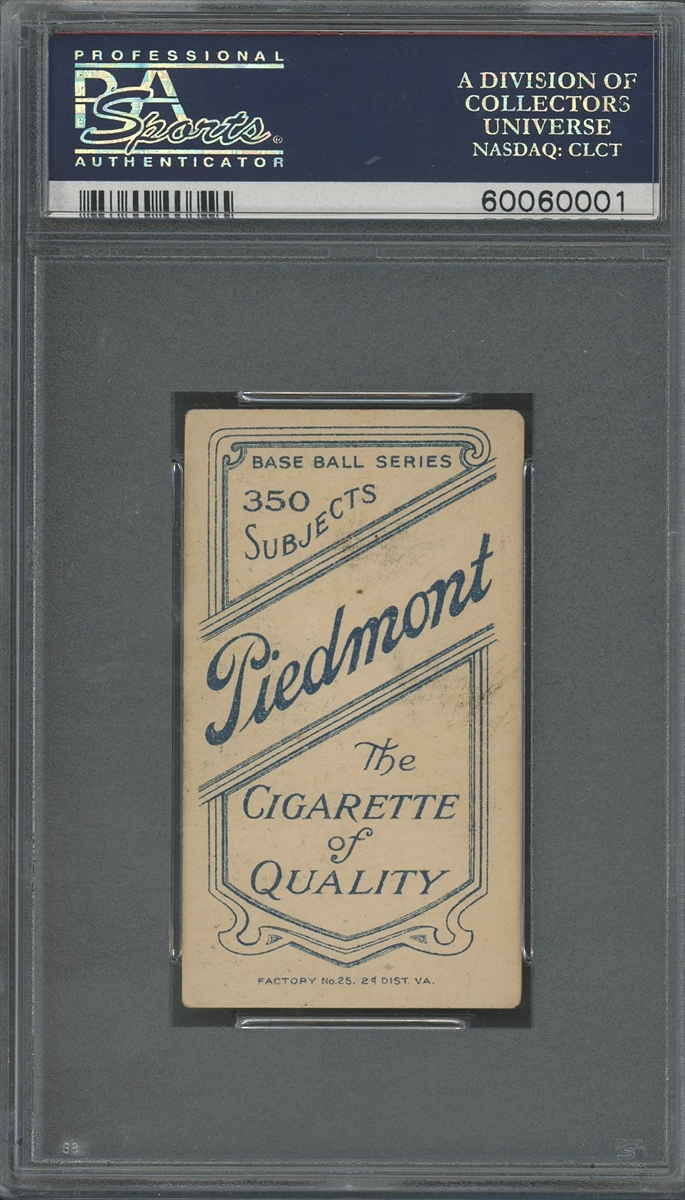 PROFESSIONAL
PSA
Sports®
AUTHENTICATOR
A DIVISION OF
COLLECTORS
UNIVERSE
NASDAQ: CLCT
60060001
BASE BALL SERIES
350
SUBJECTS
Piedmont
The
CIGARETTE
of
QUALITY
FACTORY No. 25. 2d DIST. VA.
PSA